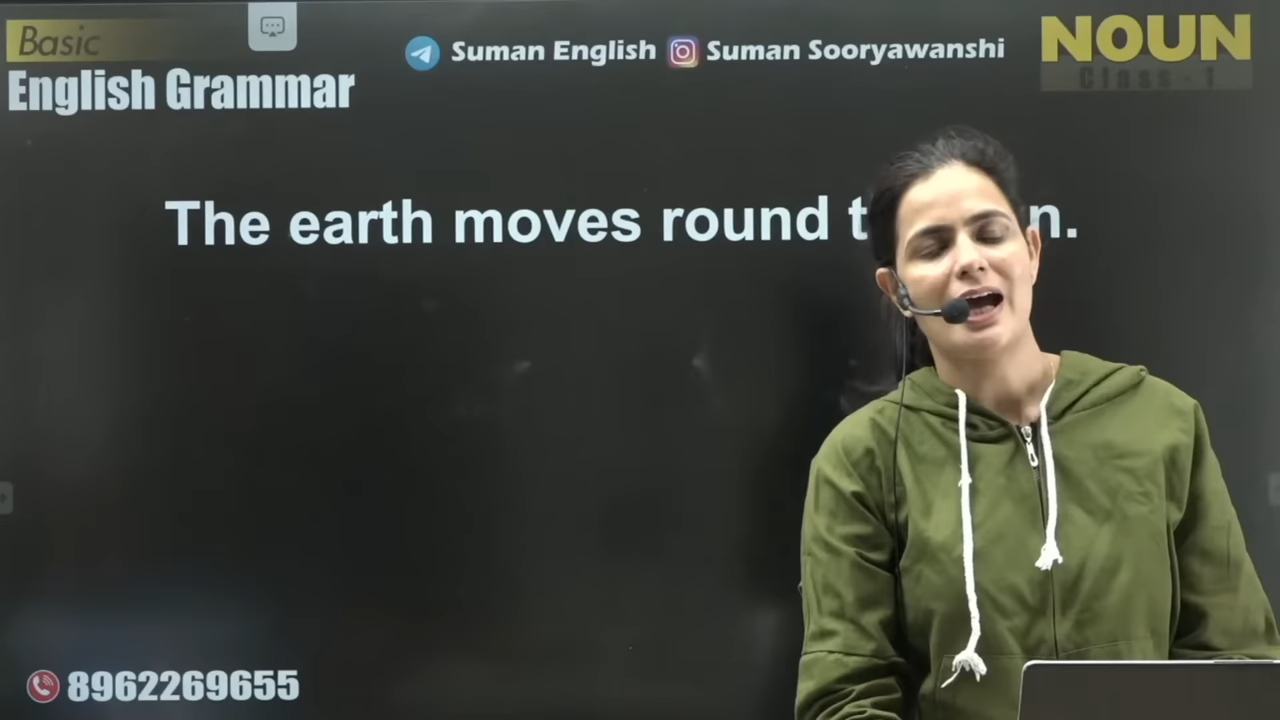 Basic
English Grammar
Suman English Suman Sooryawanshi
NOUN
Class - 1
The earth moves round t n.
8962269655